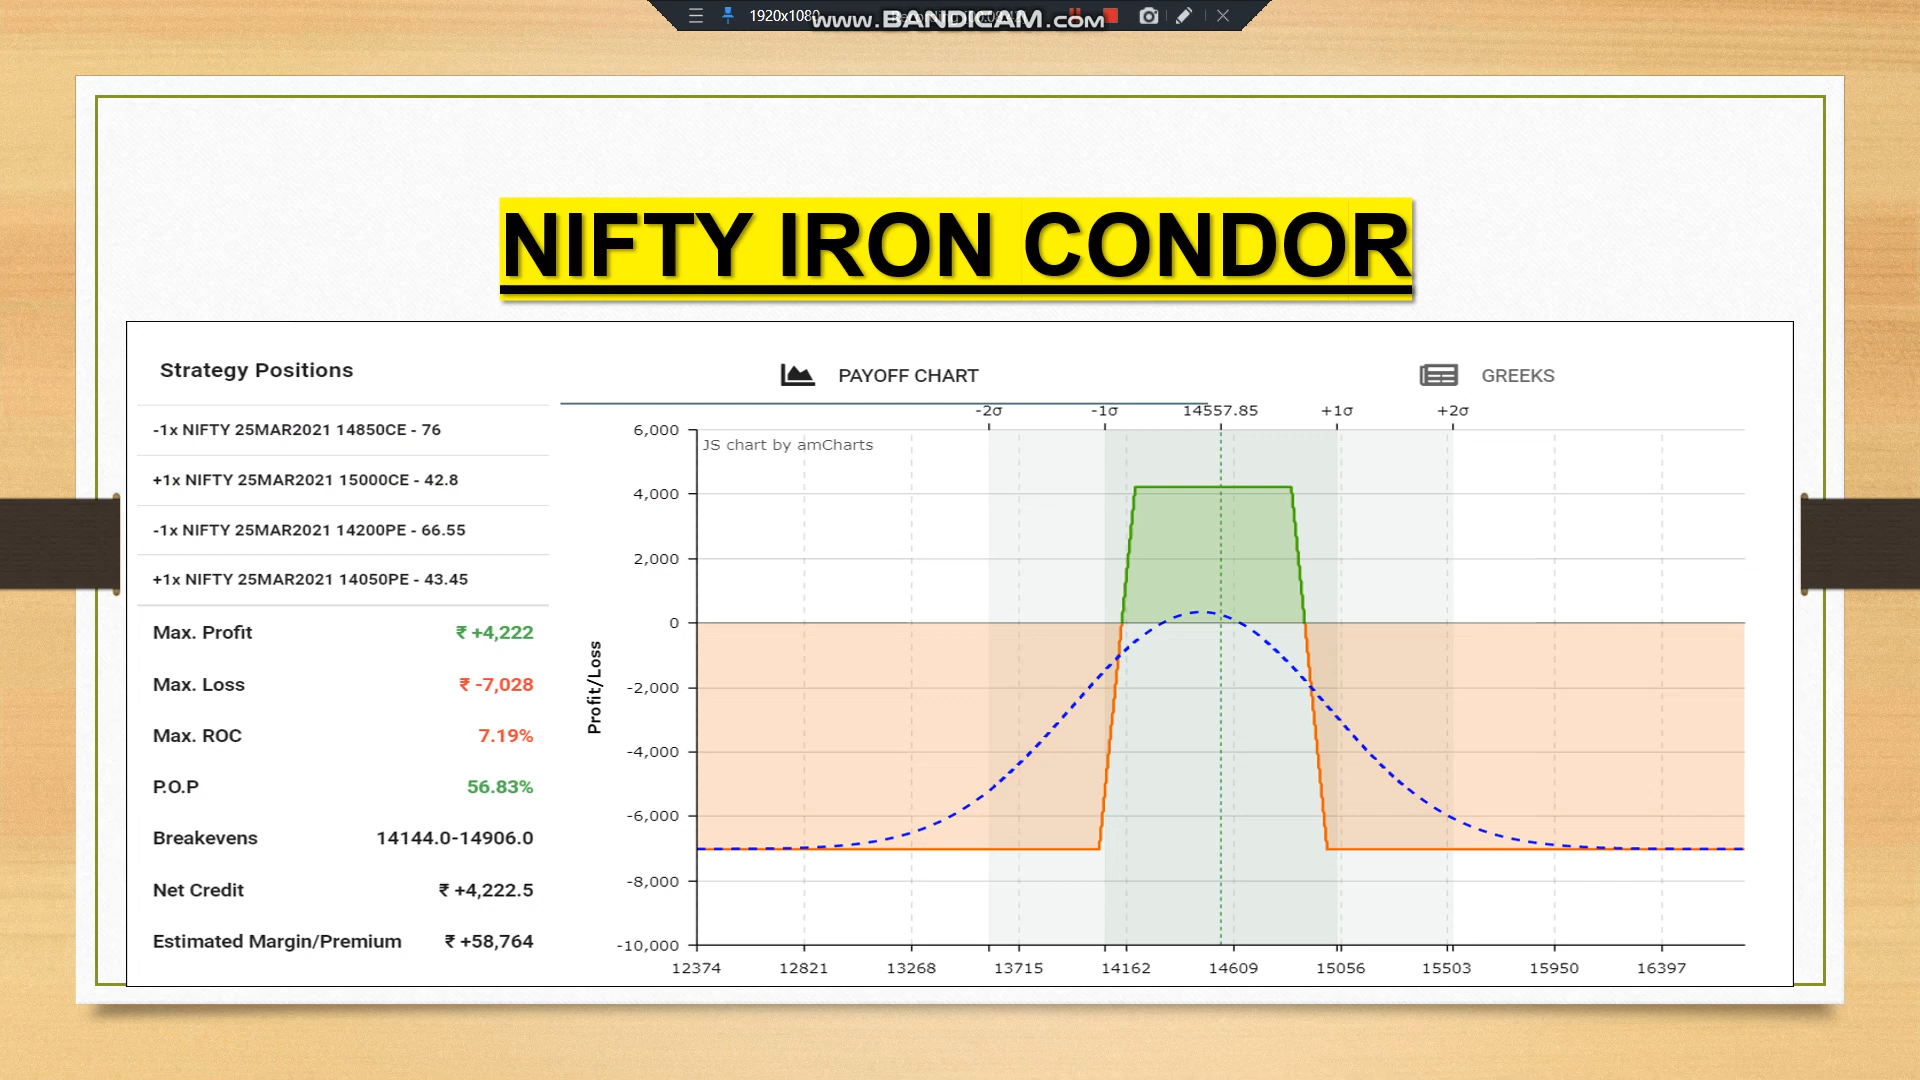 1920x1080
www.BANDICAM.com
NIFTY IRON CONDOR
Strategy Positions
-1x NIFTY 25MAR2021 14850CE - 76
+1x NIFTY 25MAR2021 15000CE - 42.8
-1x NIFTY 25MAR2021 14200PE - 66.55
+1x NIFTY 25MAR2021 14050PE - 43.45
Max. Profit ₹ +4,222
Max. Loss ₹ -7,028
Max. ROC 7.19%
P.O.P 56.83%
Breakevens 14144.0-14906.0
Net Credit ₹ +4,222.5
Estimated Margin/Premium ₹ +58,764
PAYOFF CHART
GREEKS
-2σ -1σ 14557.85 +1σ +2σ
JS chart by amCharts
6,000
4,000
2,000
0
-2,000
-4,000
-6,000
-8,000
-10,000
Profit/Loss
12374 12821 13268 13715 14162 14609 15056 15503 15950 16397